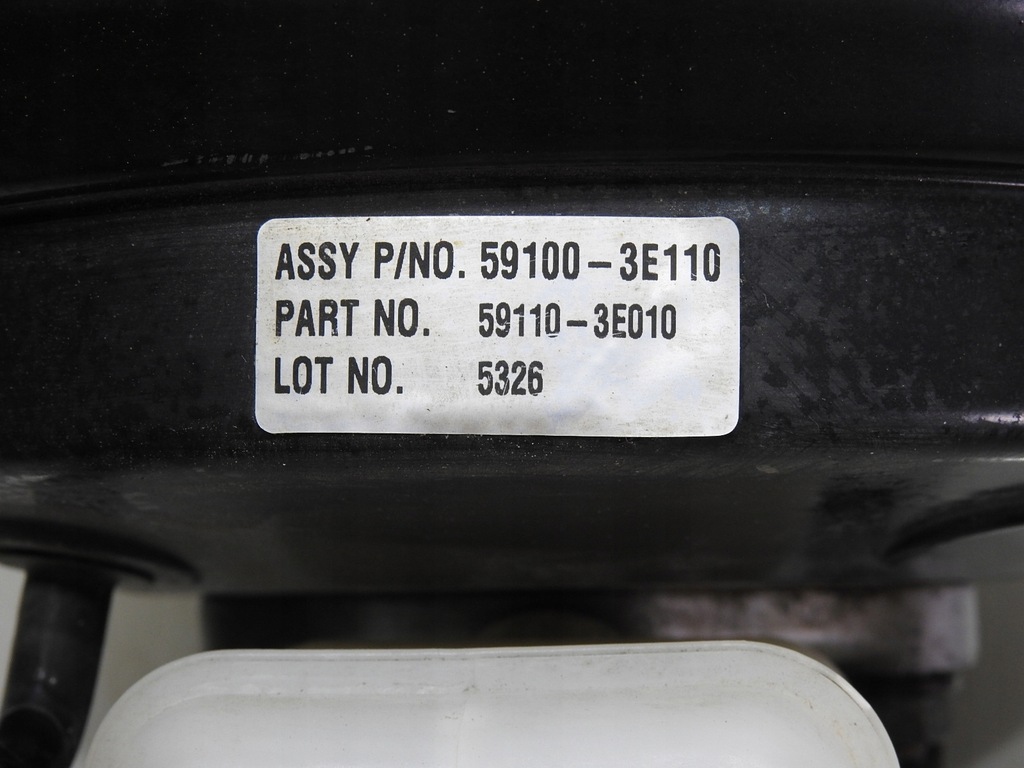 ASSY P/NO. 59100-3E110
PART NO. 59110-3E010
LOT NO. 5326